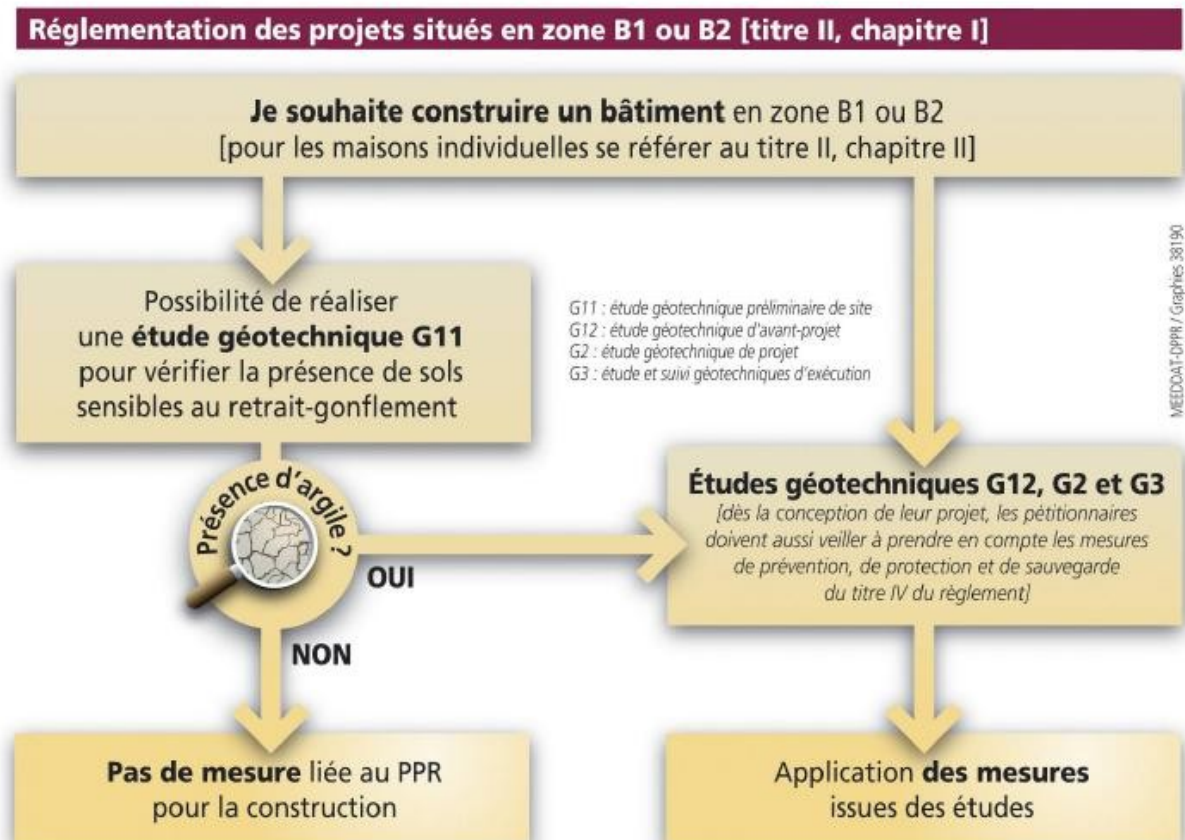 Réglementation des projets situés en zone B1 ou B2 [titre II, chapitre I]
Je souhaite construire un bâtiment en zone B1 ou B2
[pour les maisons individuelles se référer au titre II, chapitre II]
Possibilité de réaliser
une étude géotechnique G11
pour vérifier la présence de sols
sensibles au retrait-gonflement
G11 : étude géotechnique préliminaire de site
G12 : étude géotechnique d'avant-projet
G2 : étude géotechnique de projet
G3 : étude et suivi géotechniques d'exécution
MEEDDAT-DPPR / Graphies 38190
Présence d'argile ?
OUI
NON
Études géotechniques G12, G2 et G3
[dès la conception de leur projet, les pétitionnaires
doivent aussi veiller à prendre en compte les mesures
de prévention, de protection et de sauvegarde
du titre IV du règlement]
Pas de mesure liée au PPR
pour la construction
Application des mesures
issues des études